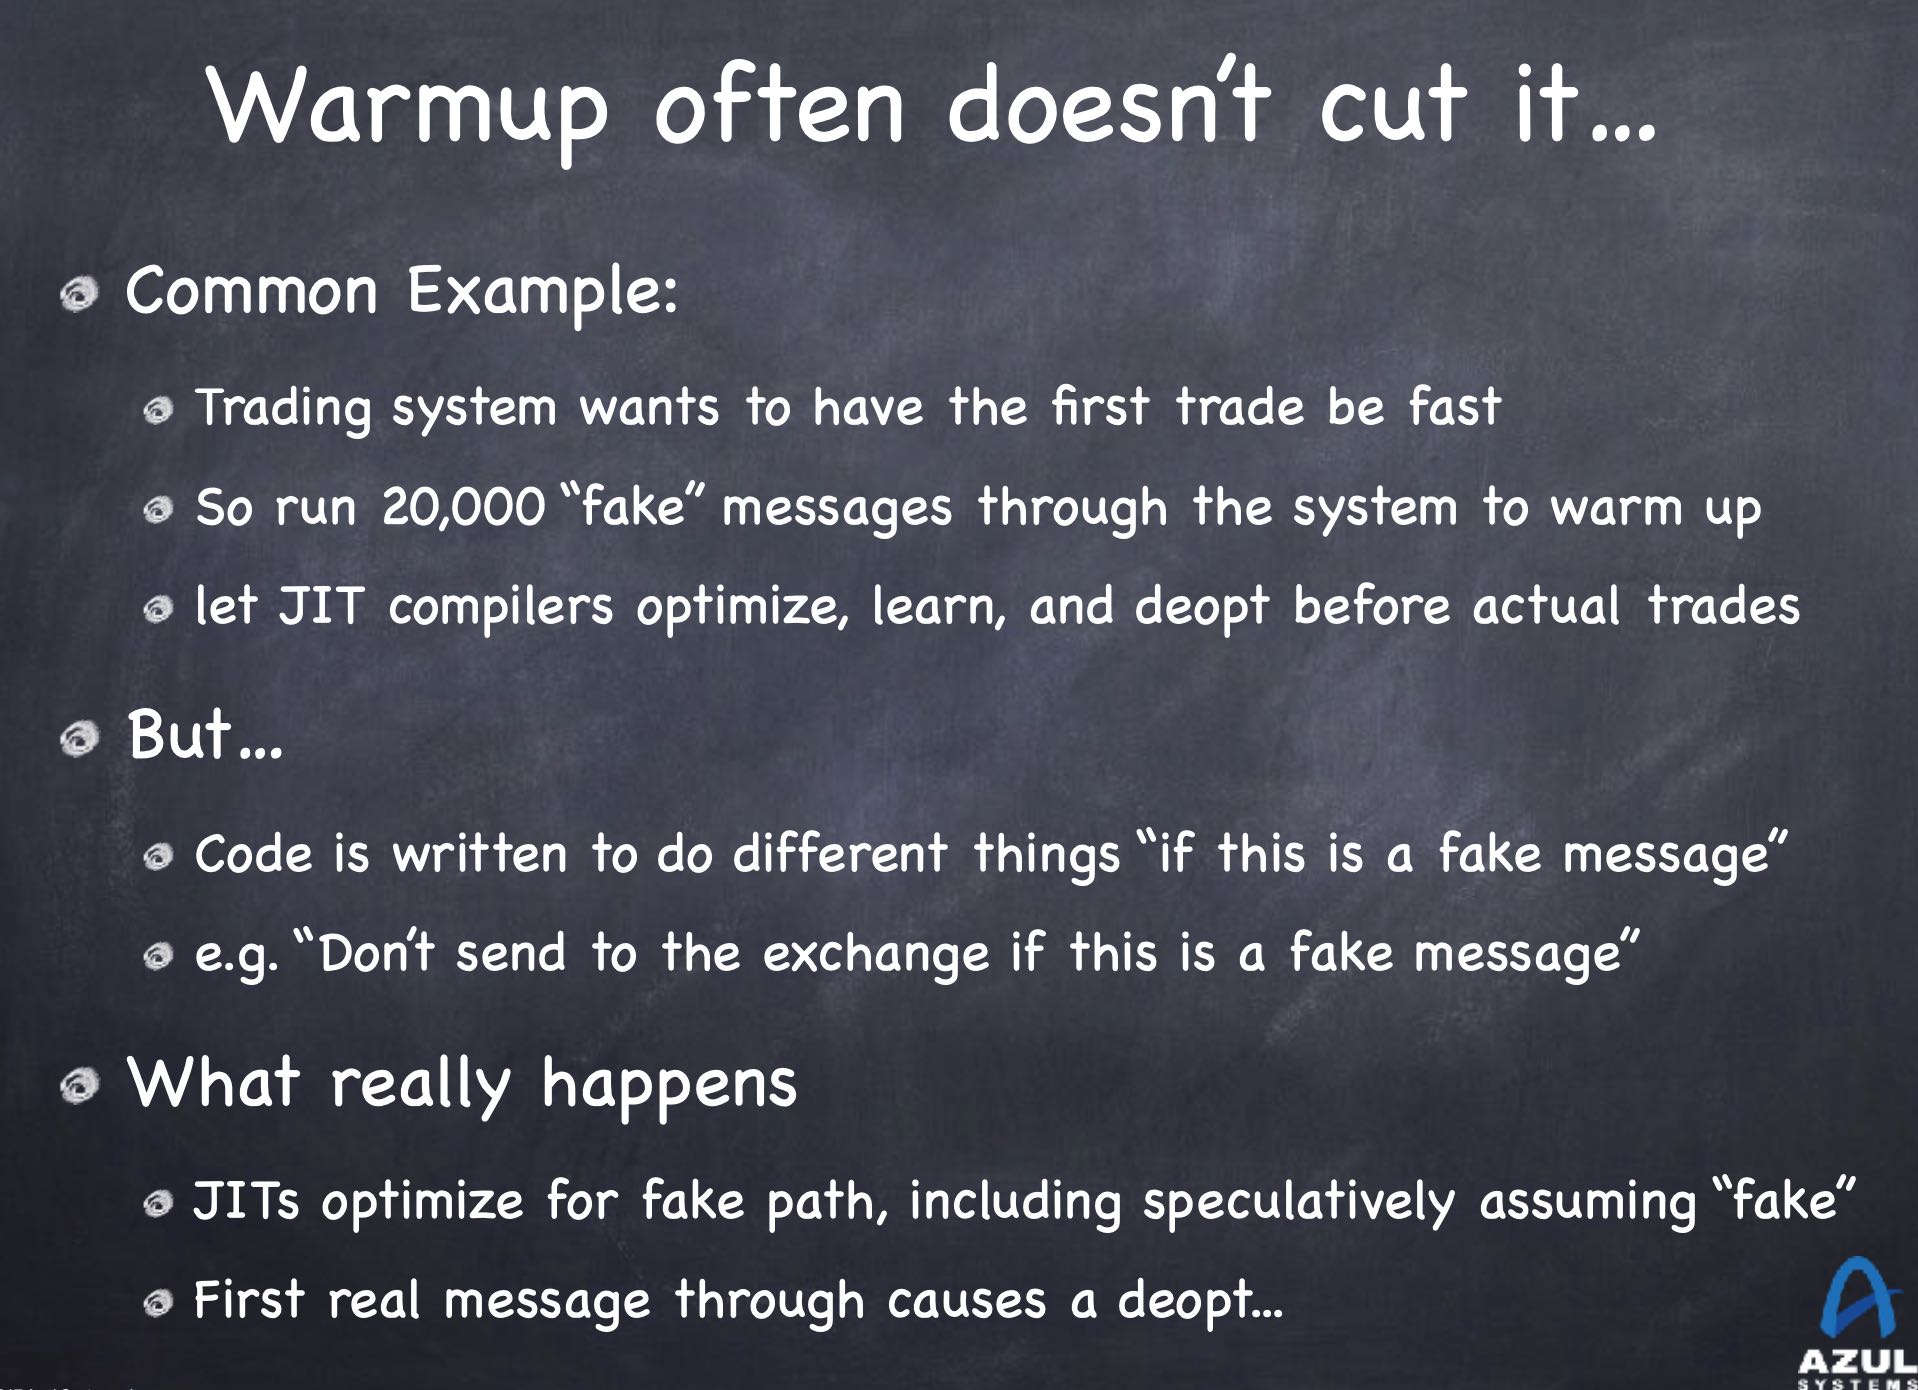 Warmup often doesn’t cut it...
Common Example:
Trading system wants to have the first trade be fast
So run 20,000 “fake” messages through the system to warm up
let JIT compilers optimize, learn, and deopt before actual trades
But...
Code is written to do different things “if this is a fake message”
e.g. “Don’t send to the exchange if this is a fake message”
What really happens
JITs optimize for fake path, including speculatively assuming “fake”
First real message through causes a deopt...
AZUL
SYSTEMS